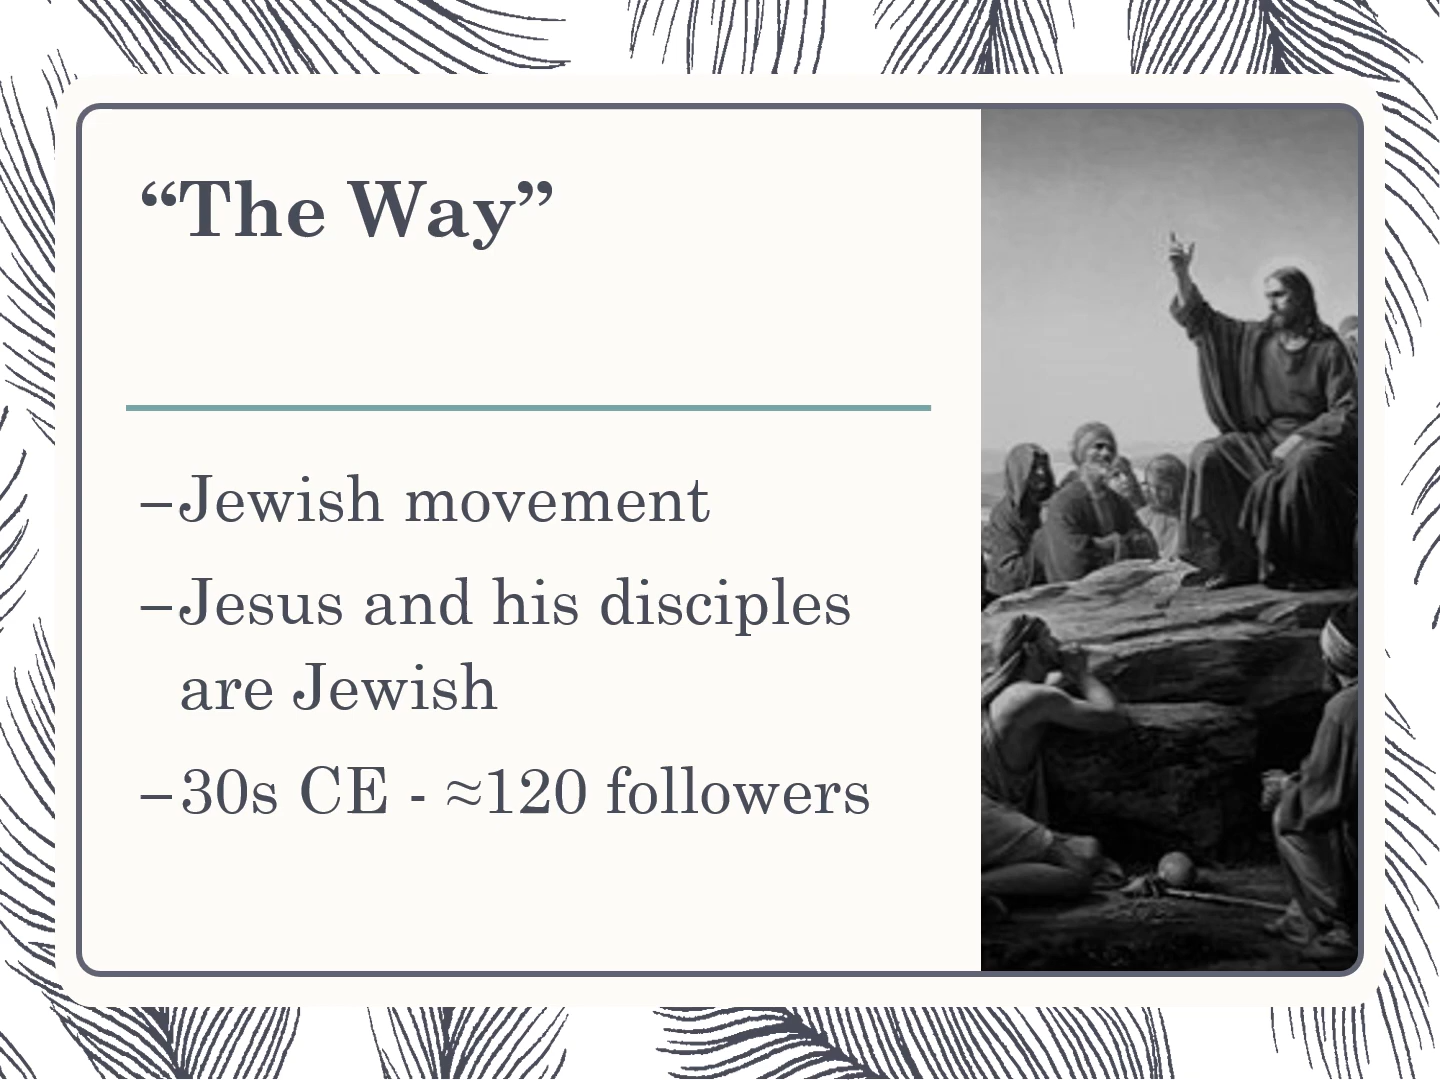 “The Way”
–Jewish movement
–Jesus and his disciples
are Jewish
–30s CE - ≈120 followers